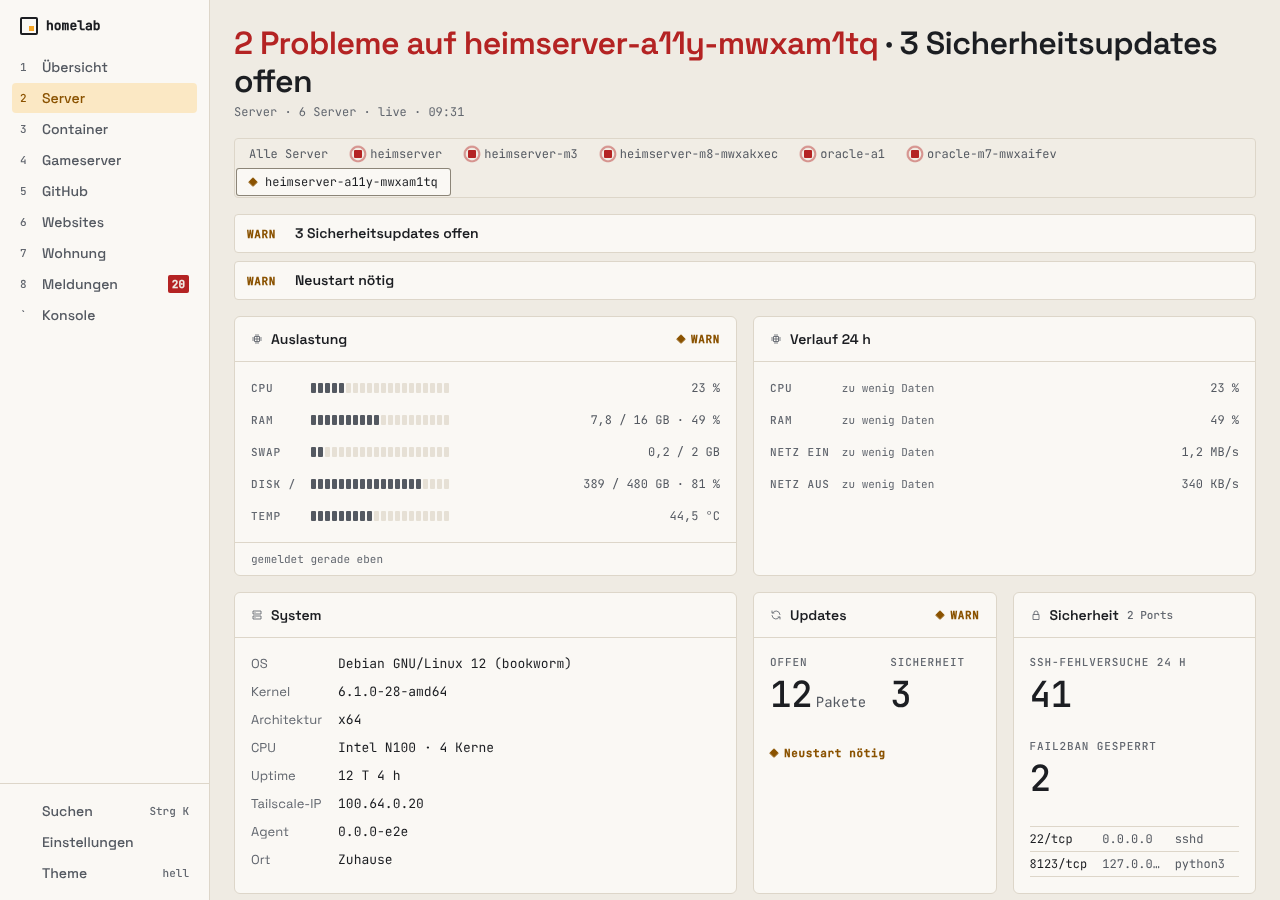 homelab
1 Übersicht
2 Server
3 Container
4 Gameserver
5 GitHub
6 Websites
7 Wohnung
8 Meldungen 20
` Konsole
Suchen Strg K
Einstellungen
Theme hell
2 Probleme auf heimserver-a11y-mwxam1tq · 3 Sicherheitsupdates
offen
Server · 6 Server · live · 09:31
Alle Server heimserver heimserver-m3 heimserver-m8-mwxakxec oracle-a1 oracle-m7-mwxaifev
heimserver-a11y-mwxam1tq
WARN 3 Sicherheitsupdates offen
WARN Neustart nötig
Auslastung WARN
CPU 23 %
RAM 7,8 / 16 GB · 49 %
SWAP 0,2 / 2 GB
DISK / 389 / 480 GB · 81 %
TEMP 44,5 °C
gemeldet gerade eben
Verlauf 24 h
CPU zu wenig Daten 23 %
RAM zu wenig Daten 49 %
NETZ EIN zu wenig Daten 1,2 MB/s
NETZ AUS zu wenig Daten 340 KB/s
System
OS Debian GNU/Linux 12 (bookworm)
Kernel 6.1.0-28-amd64
Architektur x64
CPU Intel N100 · 4 Kerne
Uptime 12 T 4 h
Tailscale-IP 100.64.0.20
Agent 0.0.0-e2e
Ort Zuhause
Updates WARN
OFFEN SICHERHEIT
12 Pakete 3
Neustart nötig
Sicherheit 2 Ports
SSH-FEHLVERSUCHE 24 H
41
FAIL2BAN GESPERRT
2
22/tcp 0.0.0.0 sshd
8123/tcp 127.0.0… python3